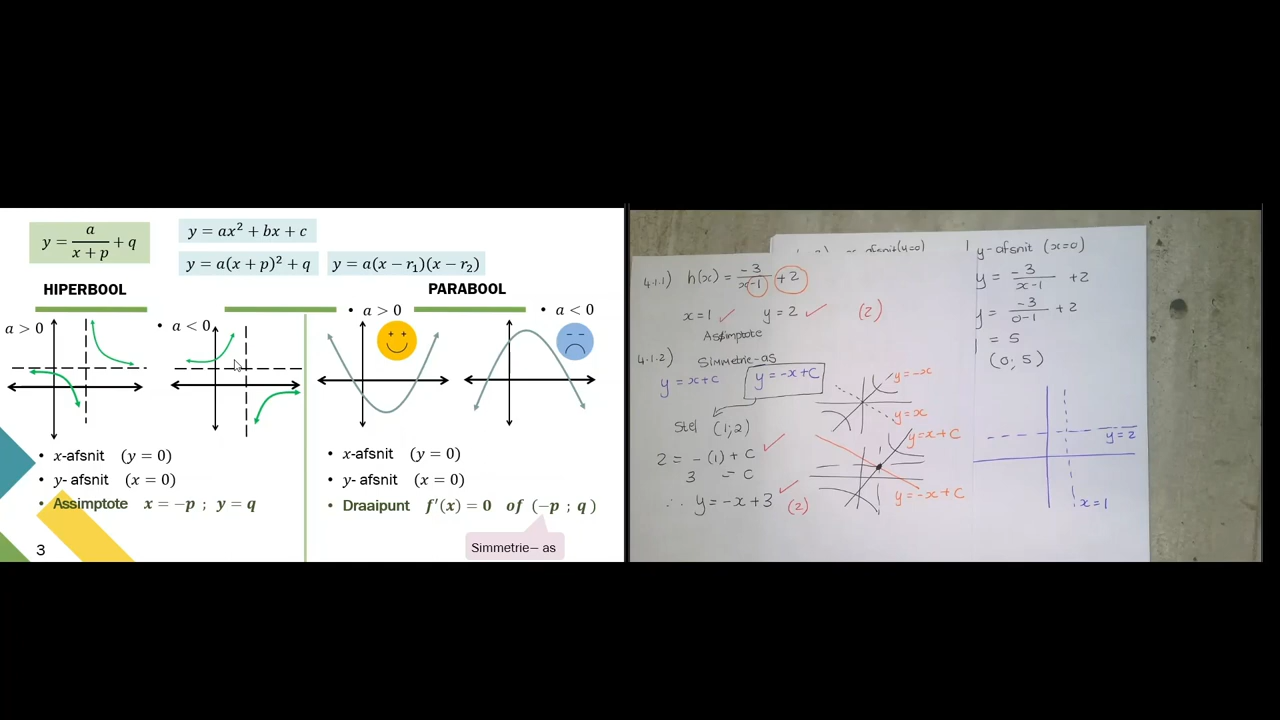 y = a / x + p + q
y = ax² + bx + c
y = a(x + p)² + q
y = a(x − r₁)(x − r₂)
HIPERBOOL
PARABOOL
a > 0
• a < 0
• a > 0
• a < 0
• x-afsnit (y = 0)
• y- afsnit (x = 0)
• Assimptote x = −p ; y = q
• x-afsnit (y = 0)
• y- afsnit (x = 0)
• Draaipunt f′(x) = 0 of (−p ; q)
Simmetrie– as
3
afsnit (y=0)
4.1.1) h(x) = -3 / x-1 + 2
x = 1 ✓ y = 2 ✓ (2)
Assimptote
4.1.2) Simmetrie-as
y = x+c y = -x+c
Stel (1;2)
2 = -(1) + c ✓
3 = c
∴ y = -x + 3 ✓ (2)
y = -x
y = x
y = x + c
y = -x + c
y-afsnit (x=0)
y = -3 / x-1 + 2
y = -3 / 0-1 + 2
= 5
(0; 5)
y = 2
x = 1